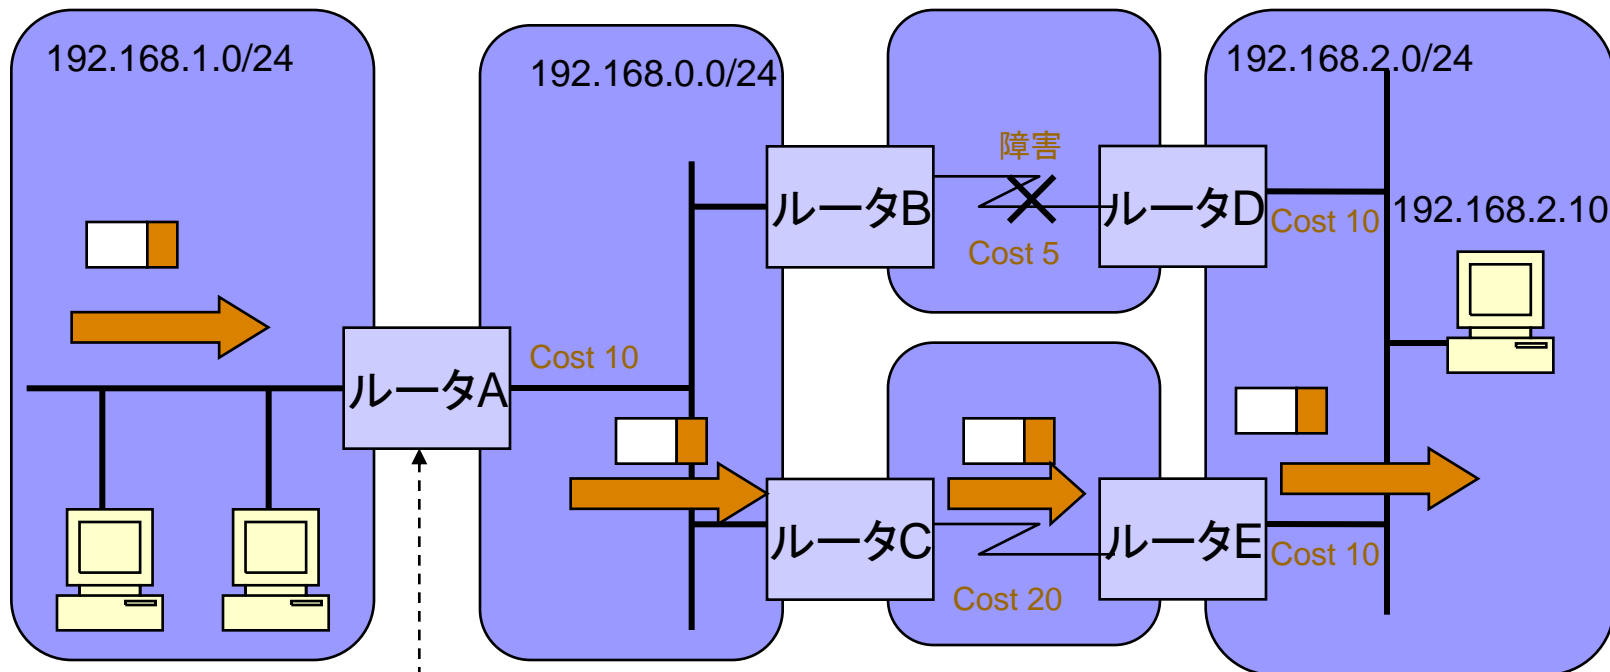 192.168.1.0/24
192.168.0.0/24
192.168.2.0/24
障害
ルータB
ルータD
192.168.2.10
Cost 10
Cost 5
Cost 10
ルータA
ルータC
ルータE
Cost 10
Cost 20